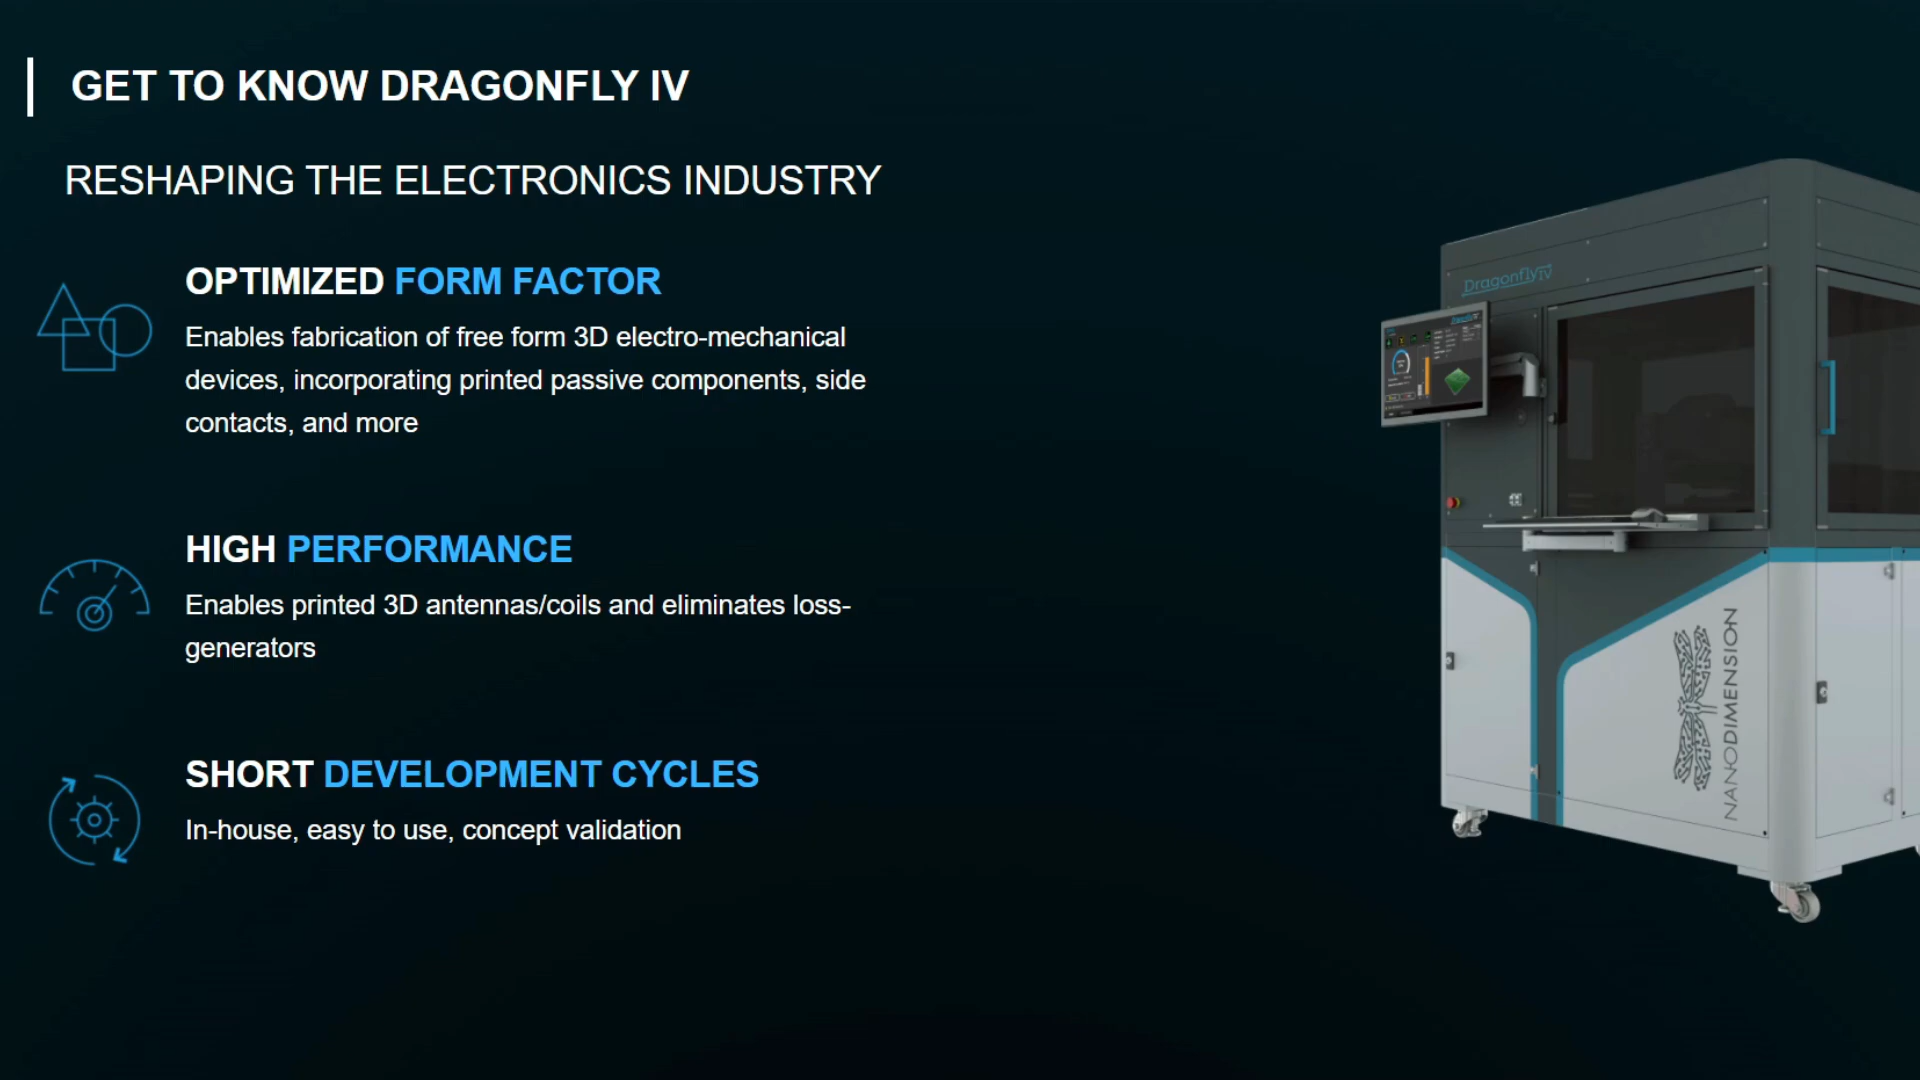 GET TO KNOW DRAGONFLY IV
RESHAPING THE ELECTRONICS INDUSTRY
OPTIMIZED FORM FACTOR
Enables fabrication of free form 3D electro-mechanical
devices, incorporating printed passive components, side
contacts, and more
HIGH PERFORMANCE
Enables printed 3D antennas/coils and eliminates loss-
generators
SHORT DEVELOPMENT CYCLES
In-house, easy to use, concept validation
Dragonfly IV
NANODIMENSION